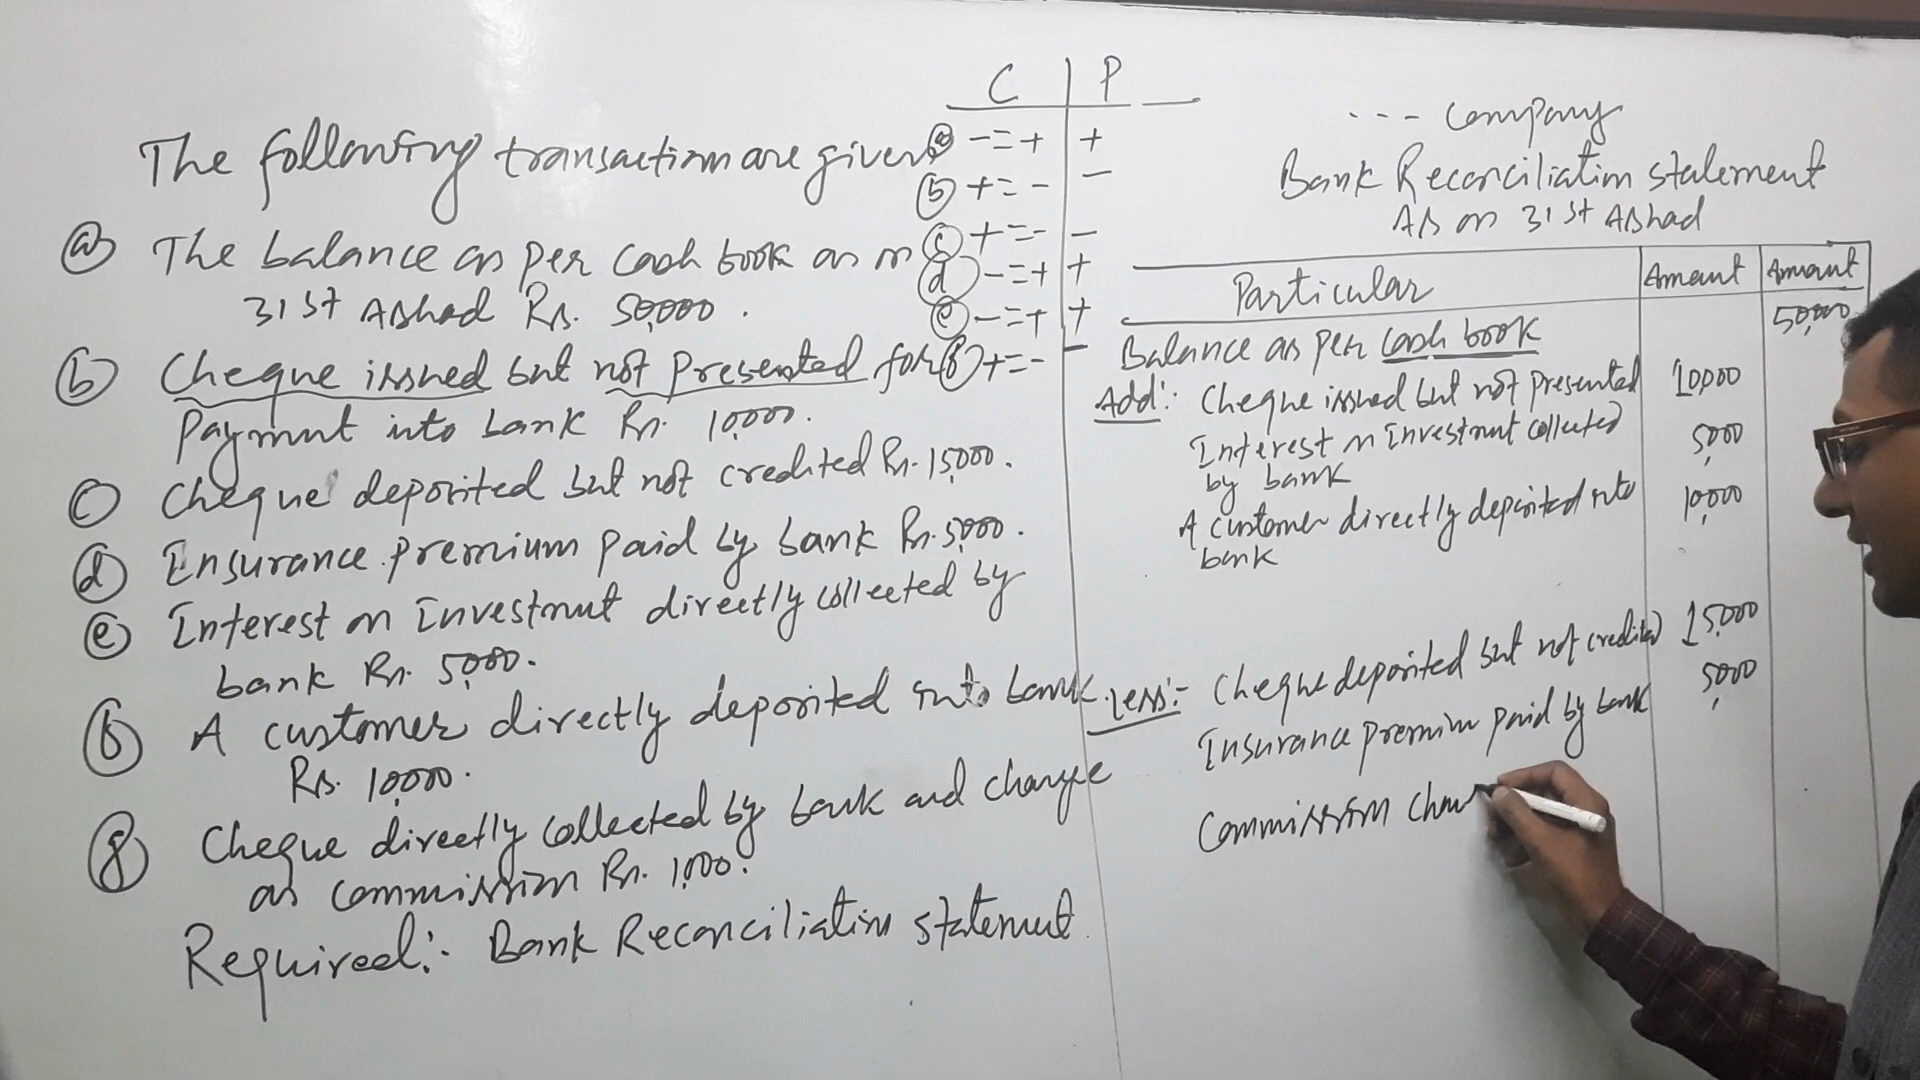 The following transaction are given
(a) The balance as per cash book as on
31st Ashad Rs. 50,000.
(b) Cheque issued but not presented for
Payment into bank Rs. 10,000.
(c) Cheque deposited but not credited Rs. 15,000.
(d) Insurance premium paid by bank Rs. 5,000.
(e) Interest on Investment directly collected by
bank Rs. 5,000.
(f) A customer directly deposited into bank
Rs. 10,000.
(g) Cheque directly collected by bank and charge
as commission Rs. 1,000.
Required:- Bank Reconciliation statement
C | P
(a) - = + | +
(b) + = - | -
(c) + = - | -
(d) - = + | +
(e) - = + | +
(f) + = - | -
--- Company
Bank Reconciliation statement
As on 31st Ashad
Particular Amount Amount
Balance as per cash book 50,000
Add:- Cheque issued but not presented 10,000
Interest on Investment collected 5,000
by bank
A customer directly deposited into 10,000
bank
Less:- Cheque deposited but not credited 15,000
Insurance premium paid by bank 5,000
Commission